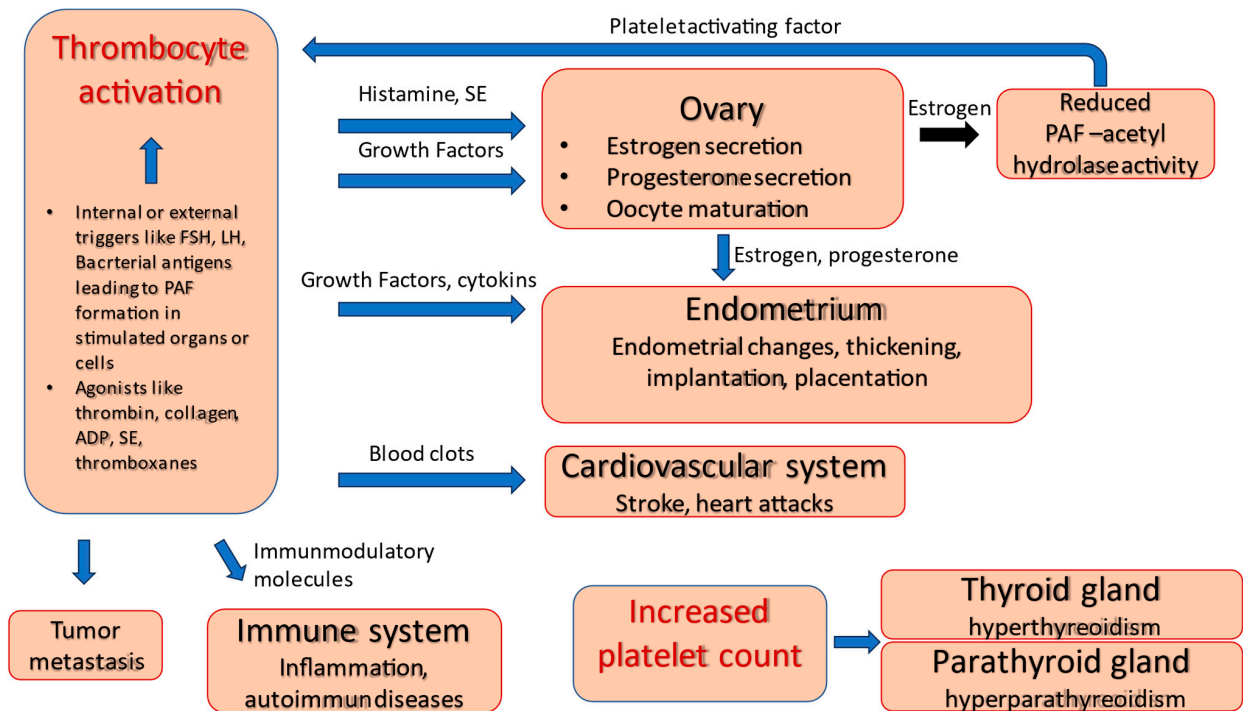 Thrombocyte
activation
• Internal or external
triggers like FSH, LH,
Bacrterial antigens
leading to PAF
formation in
stimulated organs or
cells
• Agonists like
thrombin, collagen,
ADP, SE,
thromboxanes
Platelet activating factor
Histamine, SE
Growth Factors
Ovary
• Estrogen secretion
• Progesterone secretion
• Oocyte maturation
Estrogen
Reduced
PAF –acetyl
hydrolase activity
Estrogen, progesterone
Growth Factors, cytokins
Endometrium
Endometrial changes, thickening,
implantation, placentation
Blood clots
Cardiovascular system
Stroke, heart attacks
Immunmodulatory
molecules
Tumor
metastasis
Immune system
Inflammation,
autoimmun diseases
Increased
platelet count
Thyroid gland
hyperthyreoidism
Parathyroid gland
hyperparathyreoidism